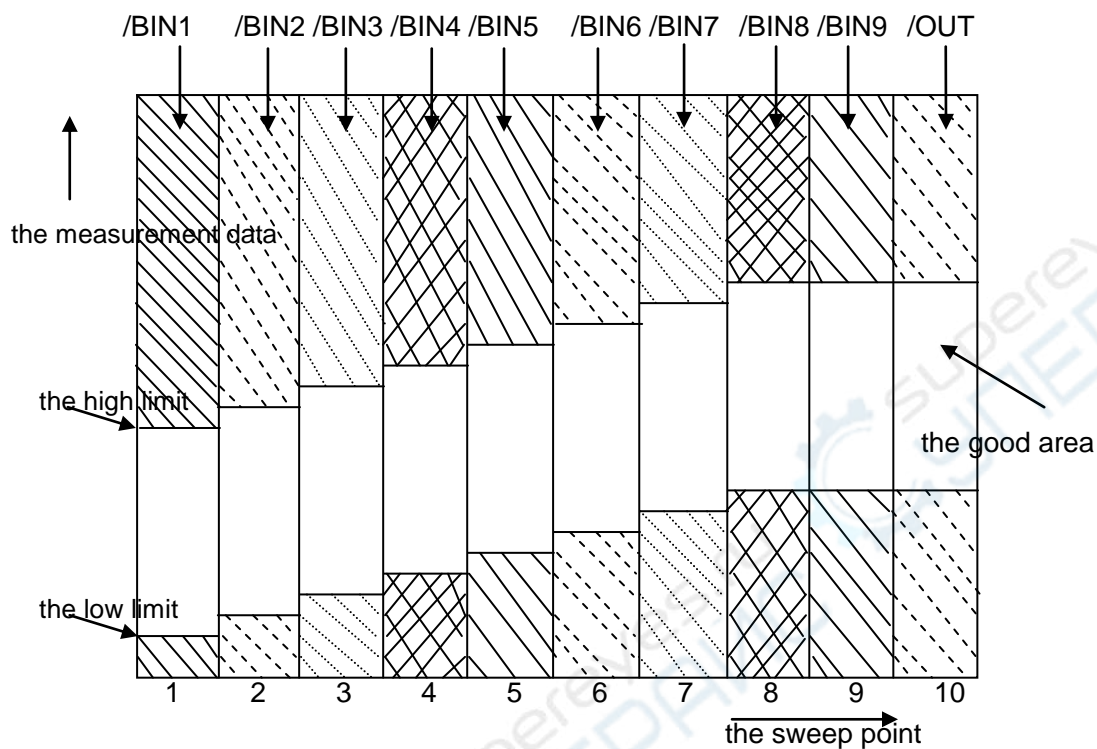 /BIN1 /BIN2 /BIN3 /BIN4 /BIN5 /BIN6 /BIN7 /BIN8 /BIN9 /OUT
the measurement data
the high limit
the good area
the low limit
1 2 3 4 5 6 7 8 9 10
the sweep point